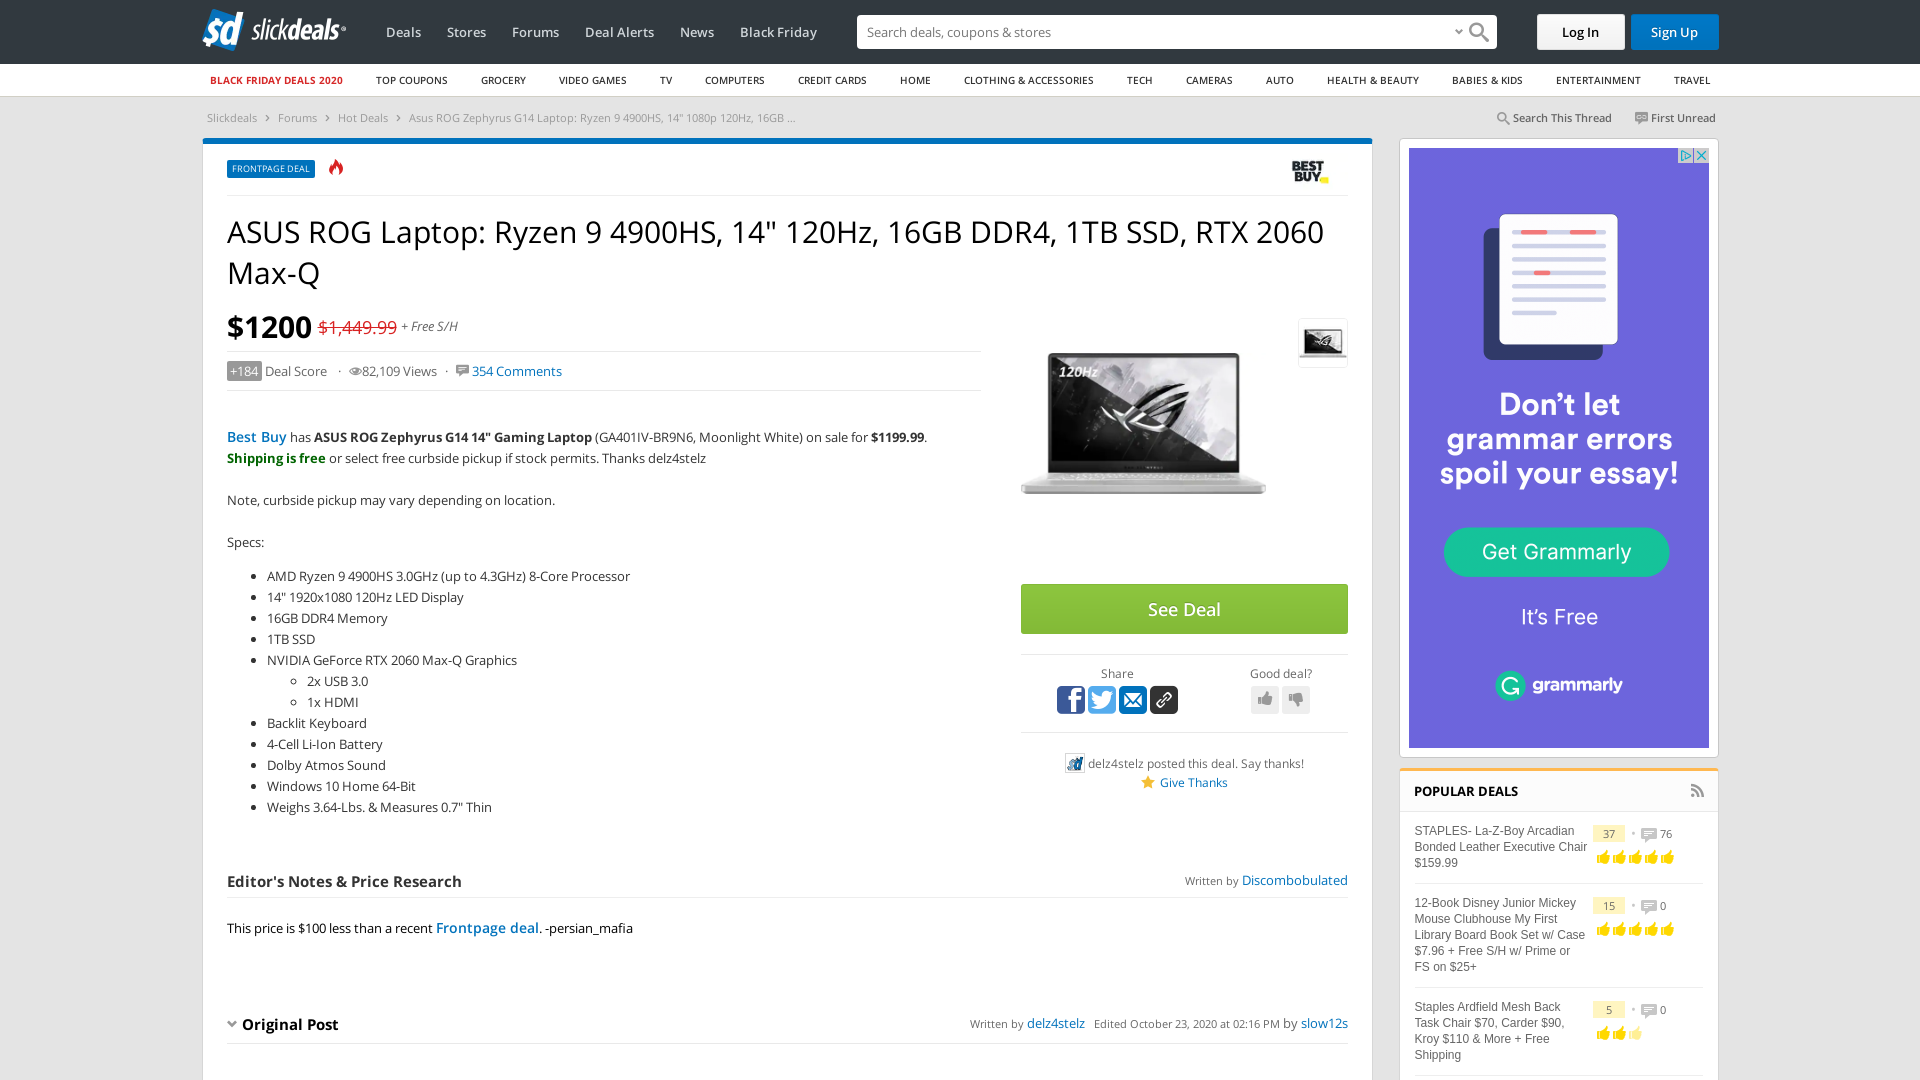 slickdeals
Deals
Stores
Forums
Deal Alerts
News
Black Friday
Search deals, coupons & shopping
Log In
Sign Up
BLACK FRIDAY DEALS 2020
TOP COUPONS
GROCERY
VIDEO GAMES
TV
COMPUTERS
CREDIT CARDS
HOME
CLOTHING & ACCESSORIES
TECH
CAMERAS
AUTO
HEALTH & BEAUTY
BABIES & KIDS
ENTERTAINMENT
TRAVEL
Slickdeals > Forums > Hot Deals > Asus ROG Zephyrus G14 Laptop: Ryzen 9 4900HS, 14" 1080p 120Hz, 16GB ...
Search This Thread
First Unread
FRONTPAGE DEAL
BEST
BUY
ASUS ROG Laptop: Ryzen 9 4900HS, 14" 120Hz, 16GB DDR4, 1TB SSD, RTX 2060
Max-Q
$1200 $1,449.99 + Free S/H
+184 Deal Score · 82,109 Views · 354 Comments
120Hz
Best Buy has ASUS ROG Zephyrus G14 14" Gaming Laptop (GA401IV-BR9N6, Moonlight White) on sale for $1199.99.
Shipping is free or select free curbside pickup if stock permits. Thanks delz4stelz
Note, curbside pickup may vary depending on location.
Specs:
AMD Ryzen 9 4900HS 3.0GHz (up to 4.3GHz) 8-Core Processor
14" 1920x1080 120Hz LED Display
16GB DDR4 Memory
1TB SSD
NVIDIA GeForce RTX 2060 Max-Q Graphics
2x USB 3.0
1x HDMI
Backlit Keyboard
4-Cell Li-Ion Battery
Dolby Atmos Sound
Windows 10 Home 64-Bit
Weighs 3.64-Lbs. & Measures 0.7" Thin
See Deal
Share
Good deal?
delz4stelz posted this deal. Say thanks!
Give Thanks
Editor's Notes & Price Research
Written by Discombobulated
This price is $100 less than a recent Frontpage deal. -persian_mafia
Original Post
Written by delz4stelz Edited October 23, 2020 at 02:16 PM by slow12s
Don't let
grammar errors
spoil your essay!
Get Grammarly
It's Free
grammarly
POPULAR DEALS
STAPLES- La-Z-Boy Arcadian
Bonded Leather Executive Chair
$159.99
37 • 76
12-Book Disney Junior Mickey
Mouse Clubhouse My First
Library Board Book Set w/ Case
$7.96 + Free S/H w/ Prime or
FS on $25+
15 • 0
Staples Ardfield Mesh Back
Task Chair $70, Carder $90,
Kroy $110 & More + Free
Shipping
5 • 0